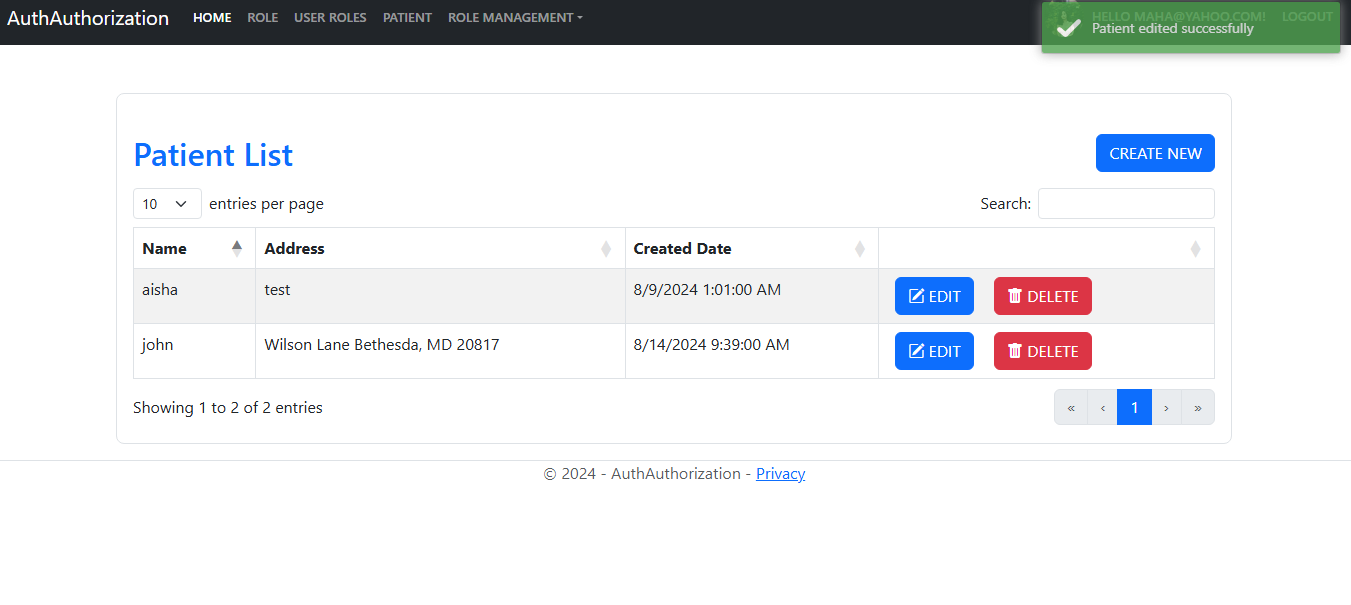 AuthAuthorization HOME ROLE USER ROLES PATIENT ROLE MANAGEMENT HELLO MAHA@YAHOO.COM! LOGOUT
Patient edited successfully
Patient List CREATE NEW
10 entries per page Search:
Name Address Created Date
aisha test 8/9/2024 1:01:00 AM EDIT DELETE
john Wilson Lane Bethesda, MD 20817 8/14/2024 9:39:00 AM EDIT DELETE
Showing 1 to 2 of 2 entries « ‹ 1 › »
© 2024 - AuthAuthorization - Privacy